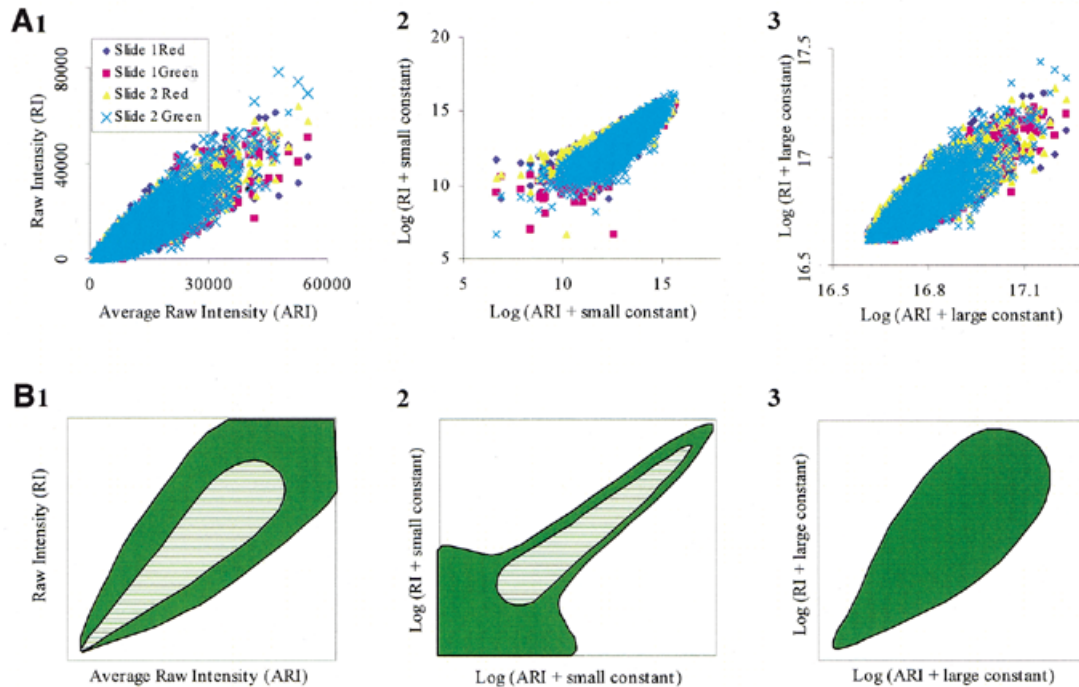 A1
Slide 1Red
Slide 1Green
Slide 2 Red
Slide 2 Green
80000
40000
0
0
30000
60000
Raw Intensity (RI)
Average Raw Intensity (ARI)
2
20
15
10
5
5
10
15
Log (RI + small constant)
Log (ARI + small constant)
3
17.5
17
16.5
16.5
16.8
17.1
Log (RI + large constant)
Log (ARI + large constant)
B1
Raw Intensity (RI)
Average Raw Intensity (ARI)
2
Log (RI + small constant)
Log (ARI + small constant)
3
Log (RI + large constant)
Log (ARI + large constant)